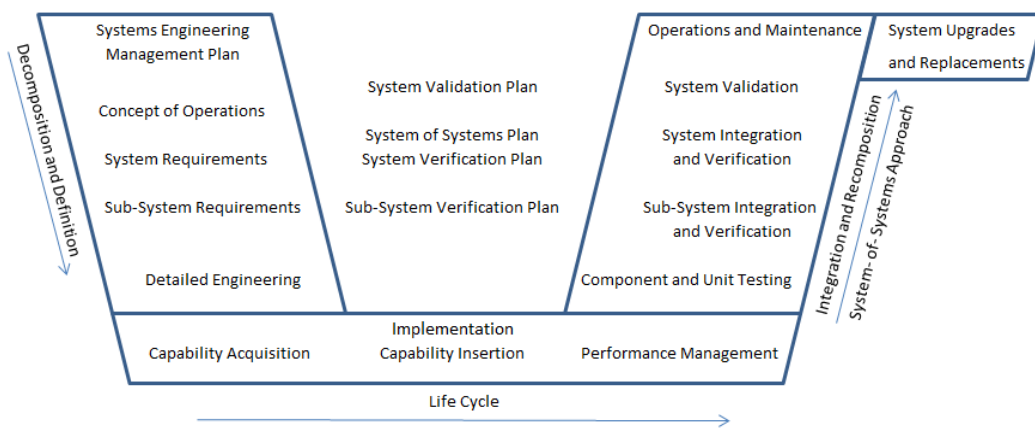 Systems Engineering
Management Plan
Concept of Operations
System Requirements
Sub-System Requirements
Detailed Engineering
Decomposition and Definition
System Validation Plan
System of Systems Plan
System Verification Plan
Sub-System Verification Plan
Operations and Maintenance
System Validation
System Integration
and Verification
Sub-System Integration
and Verification
Component and Unit Testing
System Upgrades
and Replacements
Integration and Recomposition
System- of- Systems Approach
Implementation
Capability Acquisition
Capability Insertion
Performance Management
Life Cycle